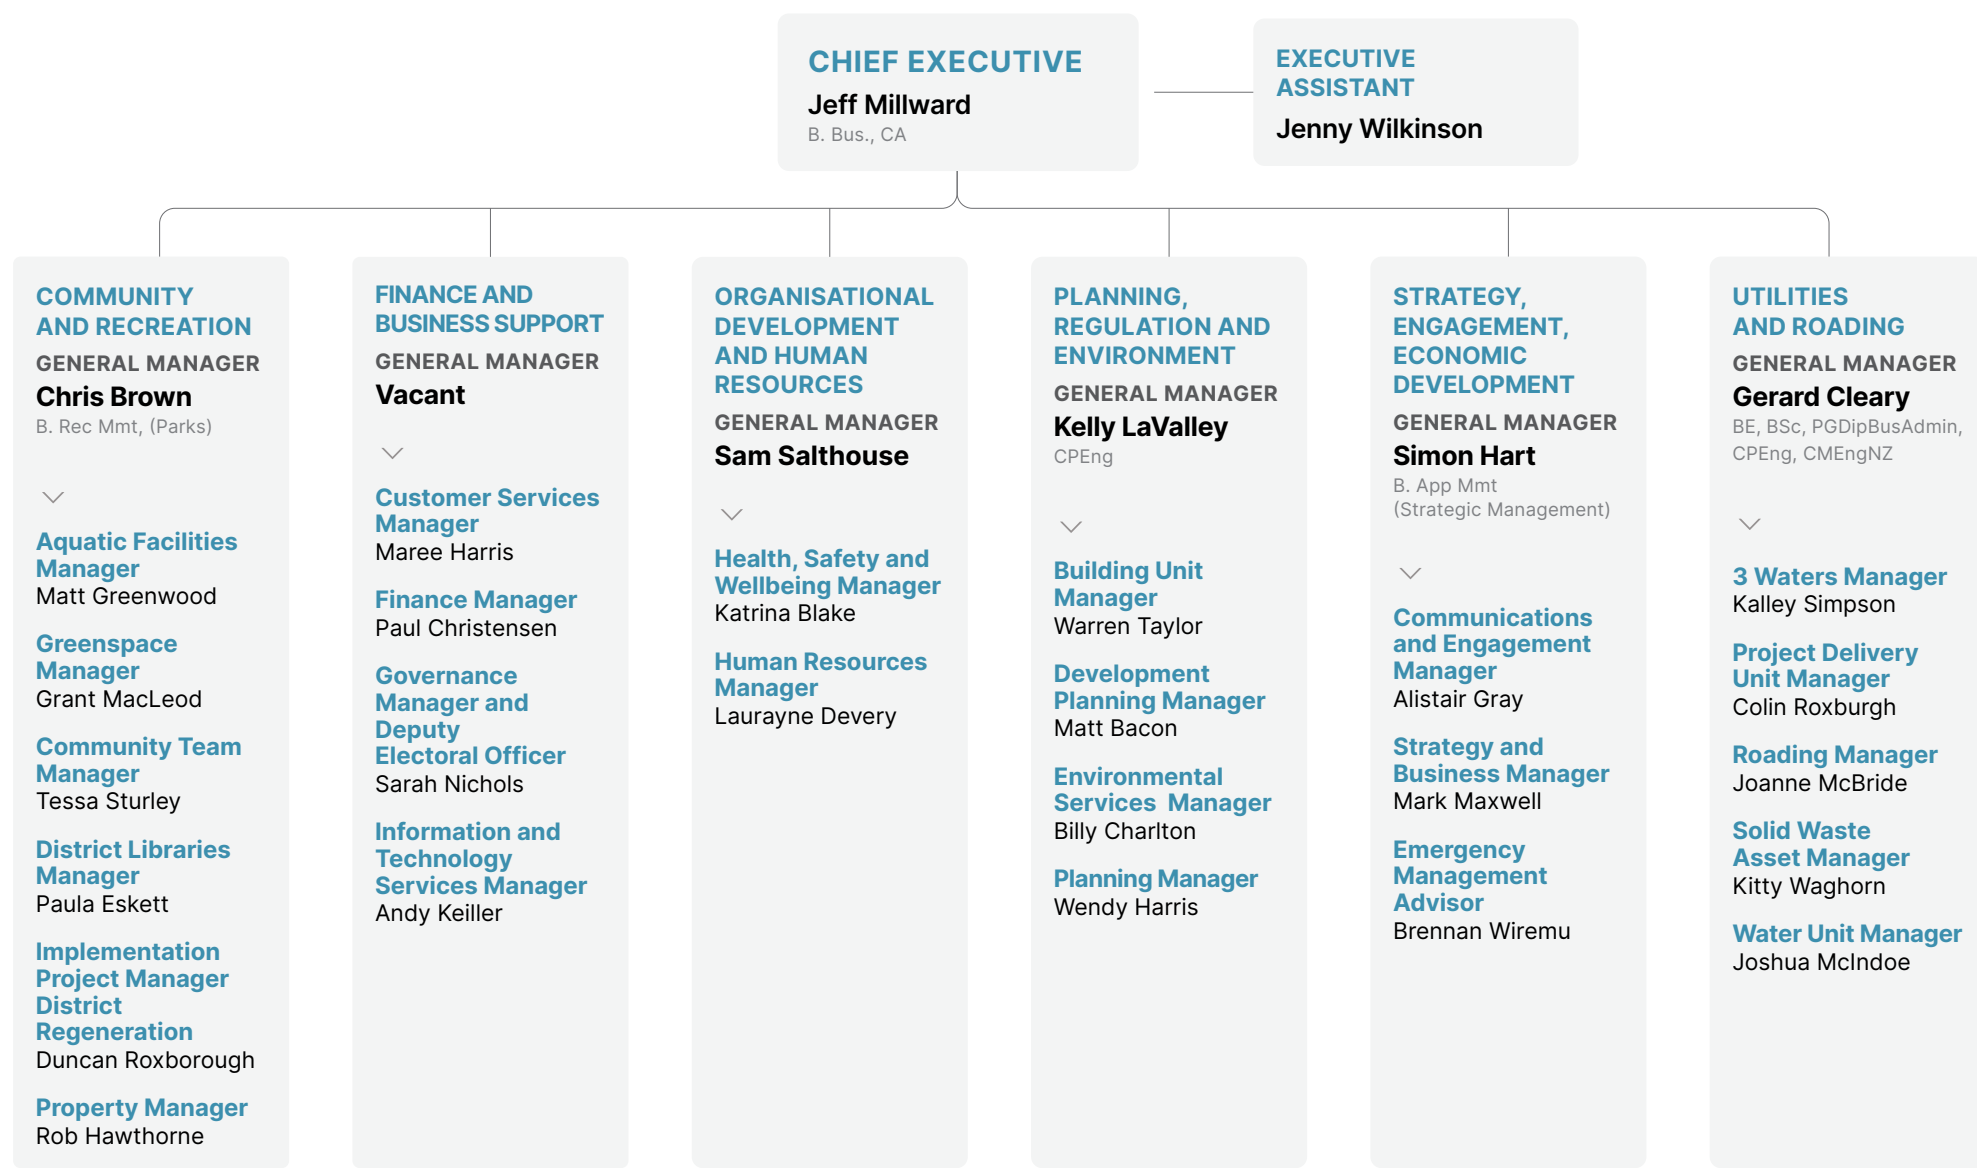 CHIEF EXECUTIVE
Jeff Millward
B. Bus., CA
EXECUTIVE
ASSISTANT
Jenny Wilkinson
COMMUNITY
AND RECREATION
GENERAL MANAGER
Chris Brown
B. Rec Mmt, (Parks)
Aquatic Facilities
Manager
Matt Greenwood
Greenspace
Manager
Grant MacLeod
Community Team
Manager
Tessa Sturley
District Libraries
Manager
Paula Eskett
Implementation
Project Manager
District
Regeneration
Duncan Roxborough
Property Manager
Rob Hawthorne
FINANCE AND
BUSINESS SUPPORT
GENERAL MANAGER
Vacant
Customer Services
Manager
Maree Harris
Finance Manager
Paul Christensen
Governance
Manager and
Deputy
Electoral Officer
Sarah Nichols
Information and
Technology
Services Manager
Andy Keiller
ORGANISATIONAL
DEVELOPMENT
AND HUMAN
RESOURCES
GENERAL MANAGER
Sam Salthouse
Health, Safety and
Wellbeing Manager
Katrina Blake
Human Resources
Manager
Laurayne Devery
PLANNING,
REGULATION AND
ENVIRONMENT
GENERAL MANAGER
Kelly LaValley
CPEng
Building Unit
Manager
Warren Taylor
Development
Planning Manager
Matt Bacon
Environmental
Services  Manager
Billy Charlton
Planning Manager
Wendy Harris
STRATEGY,
ENGAGEMENT,
ECONOMIC
DEVELOPMENT
GENERAL MANAGER
Simon Hart
B. App Mmt
(Strategic Management)
Communications
and Engagement
Manager
Alistair Gray
Strategy and
Business Manager
Mark Maxwell
Emergency
Management
Advisor
Brennan Wiremu
UTILITIES
AND ROADING
GENERAL MANAGER
Gerard Cleary
BE, BSc, PGDipBusAdmin,
CPEng, CMEngNZ
3 Waters Manager
Kalley Simpson
Project Delivery
Unit Manager
Colin Roxburgh
Roading Manager
Joanne McBride
Solid Waste
Asset Manager
Kitty Waghorn
Water Unit Manager
Joshua McIndoe